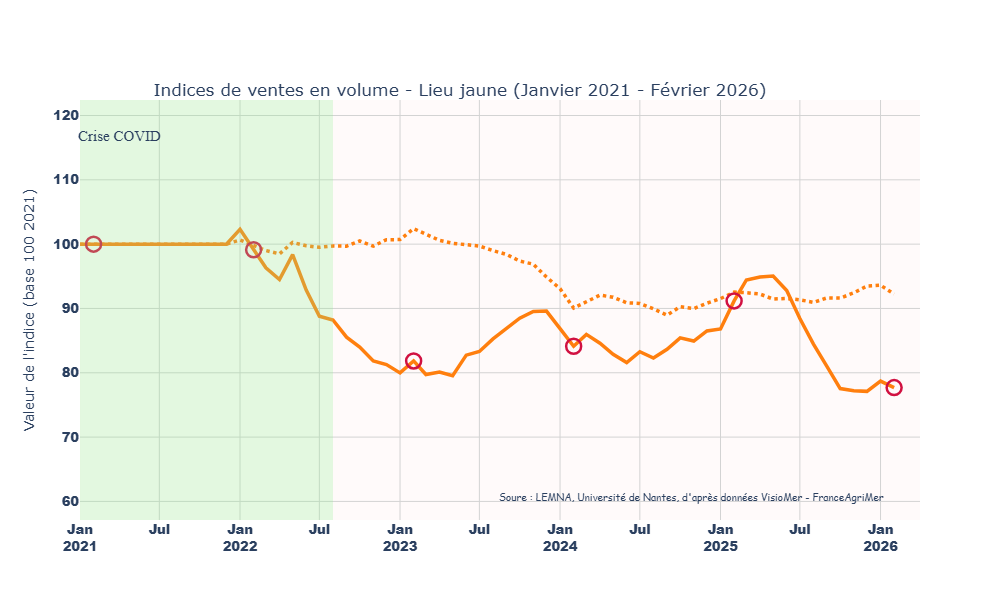 Indices de ventes en volume - Lieu jaune (Janvier 2021 - Février 2026)
Valeur de l'indice (base 100 2021)
120
110
100
90
80
70
60
Crise COVID
Soure : LEMNA, Université de Nantes, d'après données VisioMer - FranceAgriMer
Jan Jul Jan Jul Jan Jul Jan Jul Jan Jul Jan
2021 2022 2023 2024 2025 2026